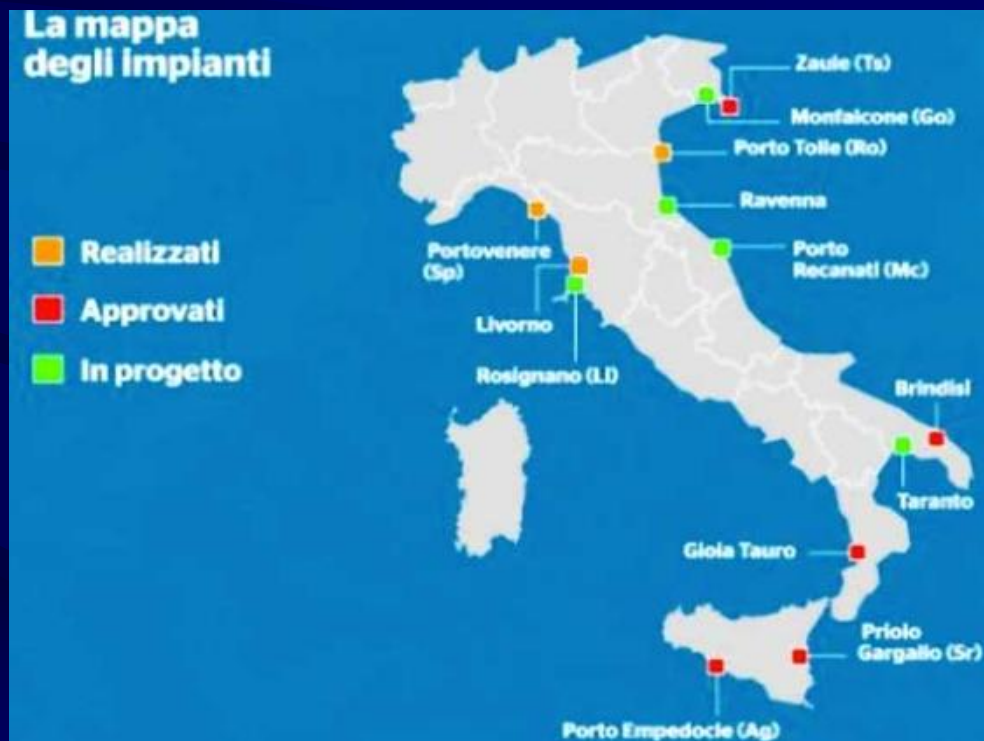 La mappa
degli impianti
Zaule (Ts)
Monfalcone (Go)
Porto Tolle (Ro)
Ravenna
Porto
Recanati (Mc)
Realizzati
Approvati
In progetto
Portovenere
(Sp)
Livorno
Rosignano (LI)
Brindisi
Taranto
Gioia Tauro
Priolo
Gargallo (Sr)
Porto Empedocle (Ag)